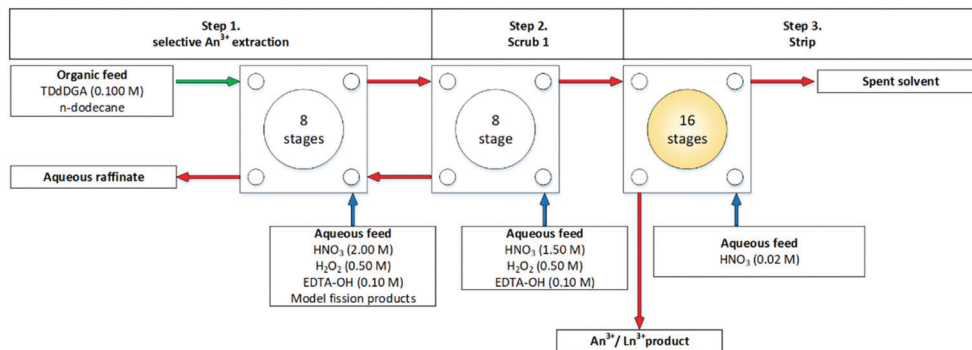 Step 1.
selective An³⁺ extraction
Step 2.
Scrub 1
Step 3.
Strip
Organic feed
TDdDGA (0.100 M)
n-dodecane
8
stages
8
stage
16
stages
Spent solvent
Aqueous raffinate
Aqueous feed
HNO₃ (2.00 M)
H₂O₂ (0.50 M)
EDTA-OH (0.10 M)
Model fission products
Aqueous feed
HNO₃ (1.50 M)
H₂O₂ (0.50 M)
EDTA-OH (0.10 M)
Aqueous feed
HNO₃ (0.02 M)
An³⁺/ Ln³⁺product